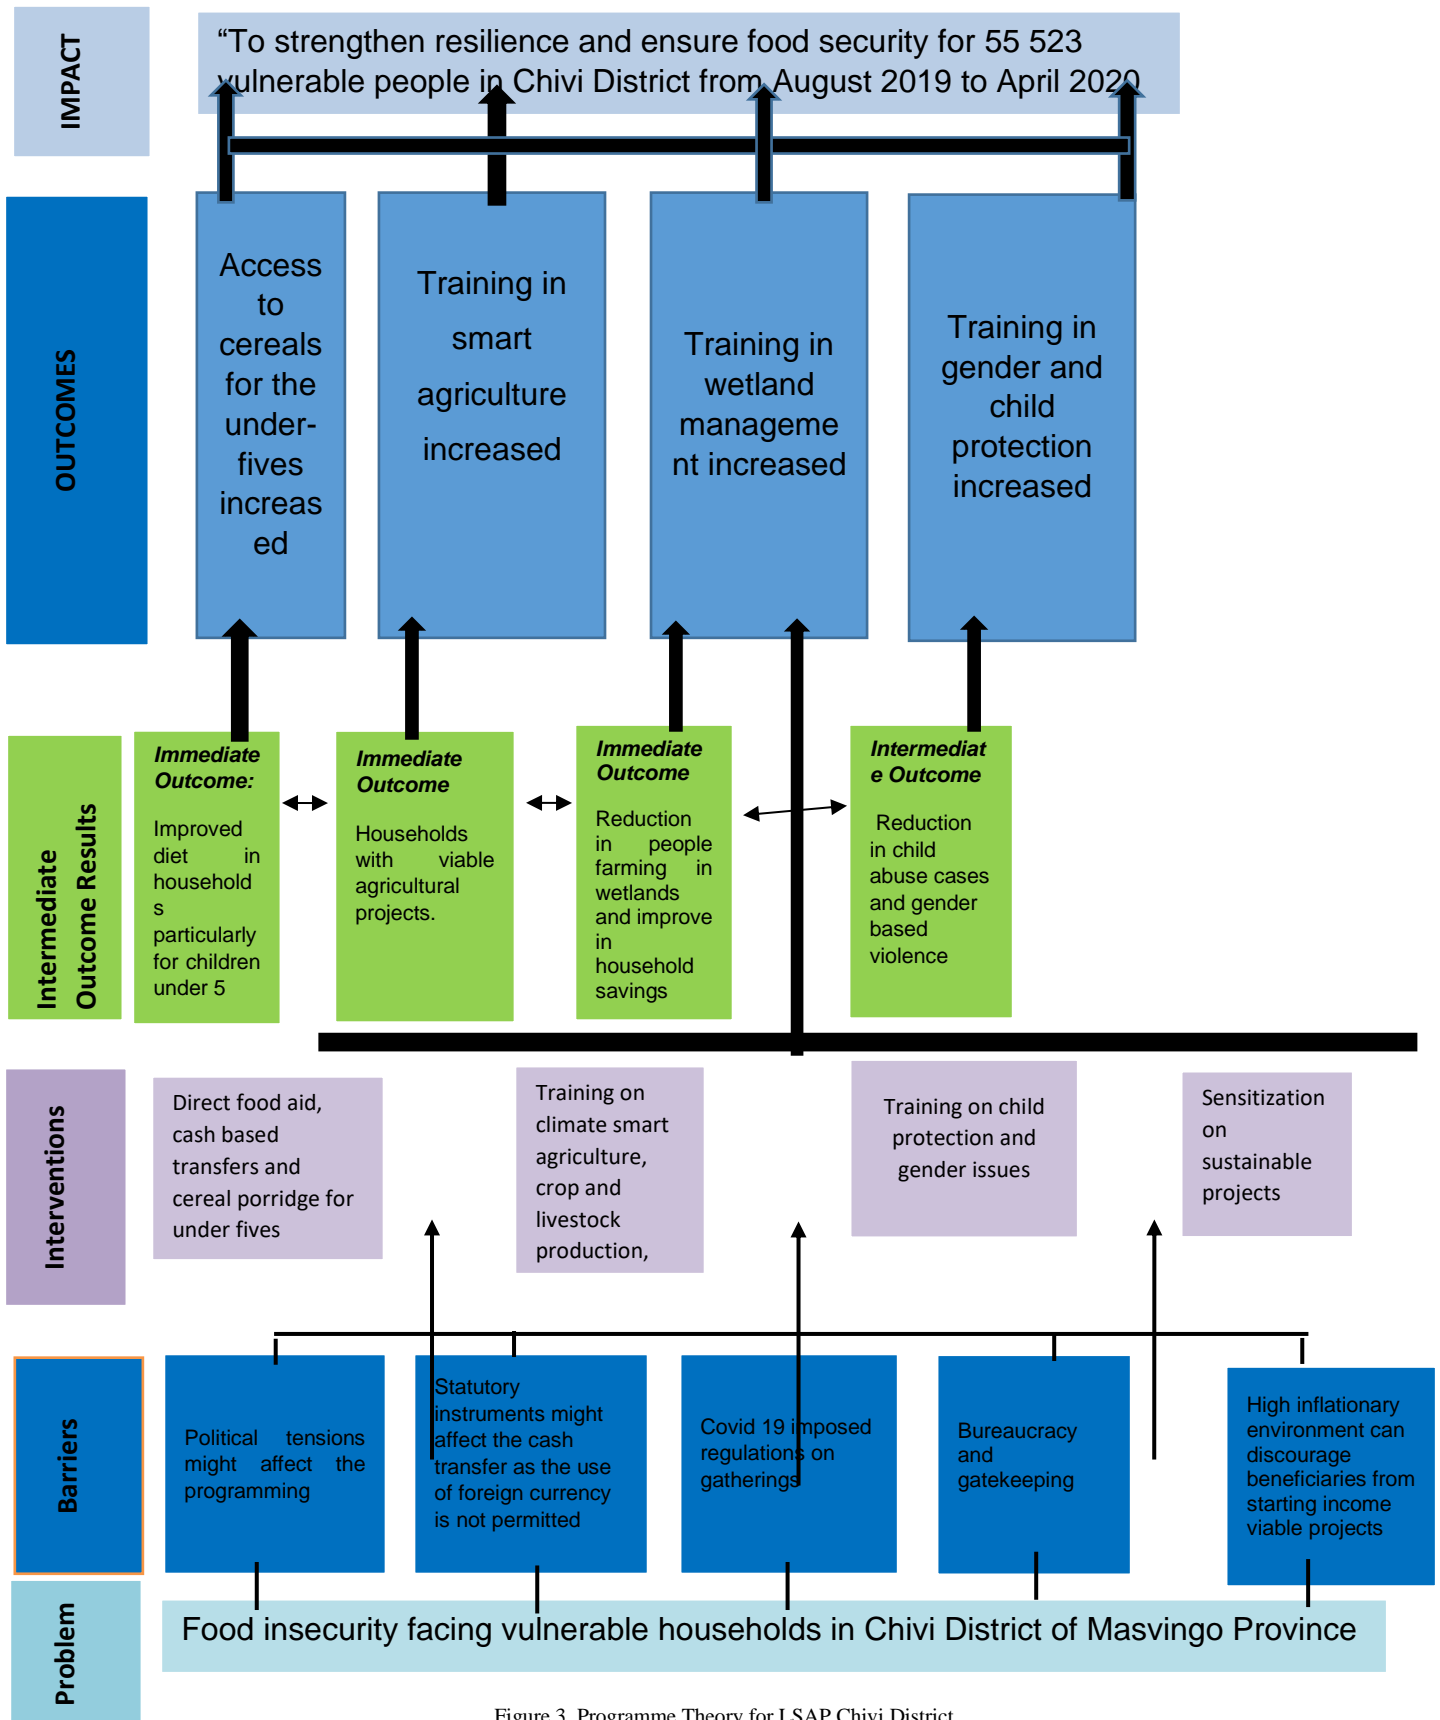 IMPACT
“To strengthen resilience and ensure food security for 55 523
vulnerable people in Chivi District from August 2019 to April 2020
OUTCOMES
Access
to
cereals
for the
under-
fives
increas
ed
Training in
smart
agriculture
increased
Training in
wetland
manageme
nt increased
Training in
gender and
child
protection
increased
Intermediate
Outcome Results
Immediate
Outcome:
Improved
diet in
household
s
particularly
for children
under 5
Immediate
Outcome
Households
with viable
agricultural
projects.
Immediate
Outcome
Reduction
in people
farming in
wetlands
and improve
in
household
savings
Intermediat
e Outcome
Reduction
in child
abuse cases
and gender
based
violence
Interventions
Direct food aid,
cash based
transfers and
cereal porridge for
under fives
Training on
climate smart
agriculture,
crop and
livestock
production,
Training on child
protection and
gender issues
Sensitization
on
sustainable
projects
Barriers
Political tensions
might affect the
programming
Statutory
instruments might
affect the cash
transfer as the use
of foreign currency
is not permitted
Covid 19 imposed
regulations on
gatherings
Bureaucracy
and
gatekeeping
High inflationary
environment can
discourage
beneficiaries from
starting income
viable projects
Problem
Food insecurity facing vulnerable households in Chivi District of Masvingo Province
Figure 3. Programme Theory for LSAP Chivi District